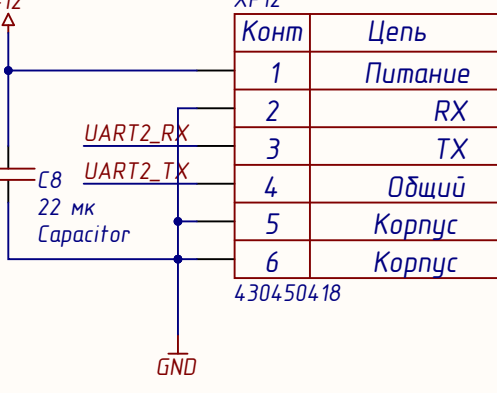 Конт Цепь
1 Питание
2 RX
UART2_RX 3 TX
UART2_TX 4 Общий
C8 5 Корпус
22 мк
Capacitor 6 Корпус
430450418
GND